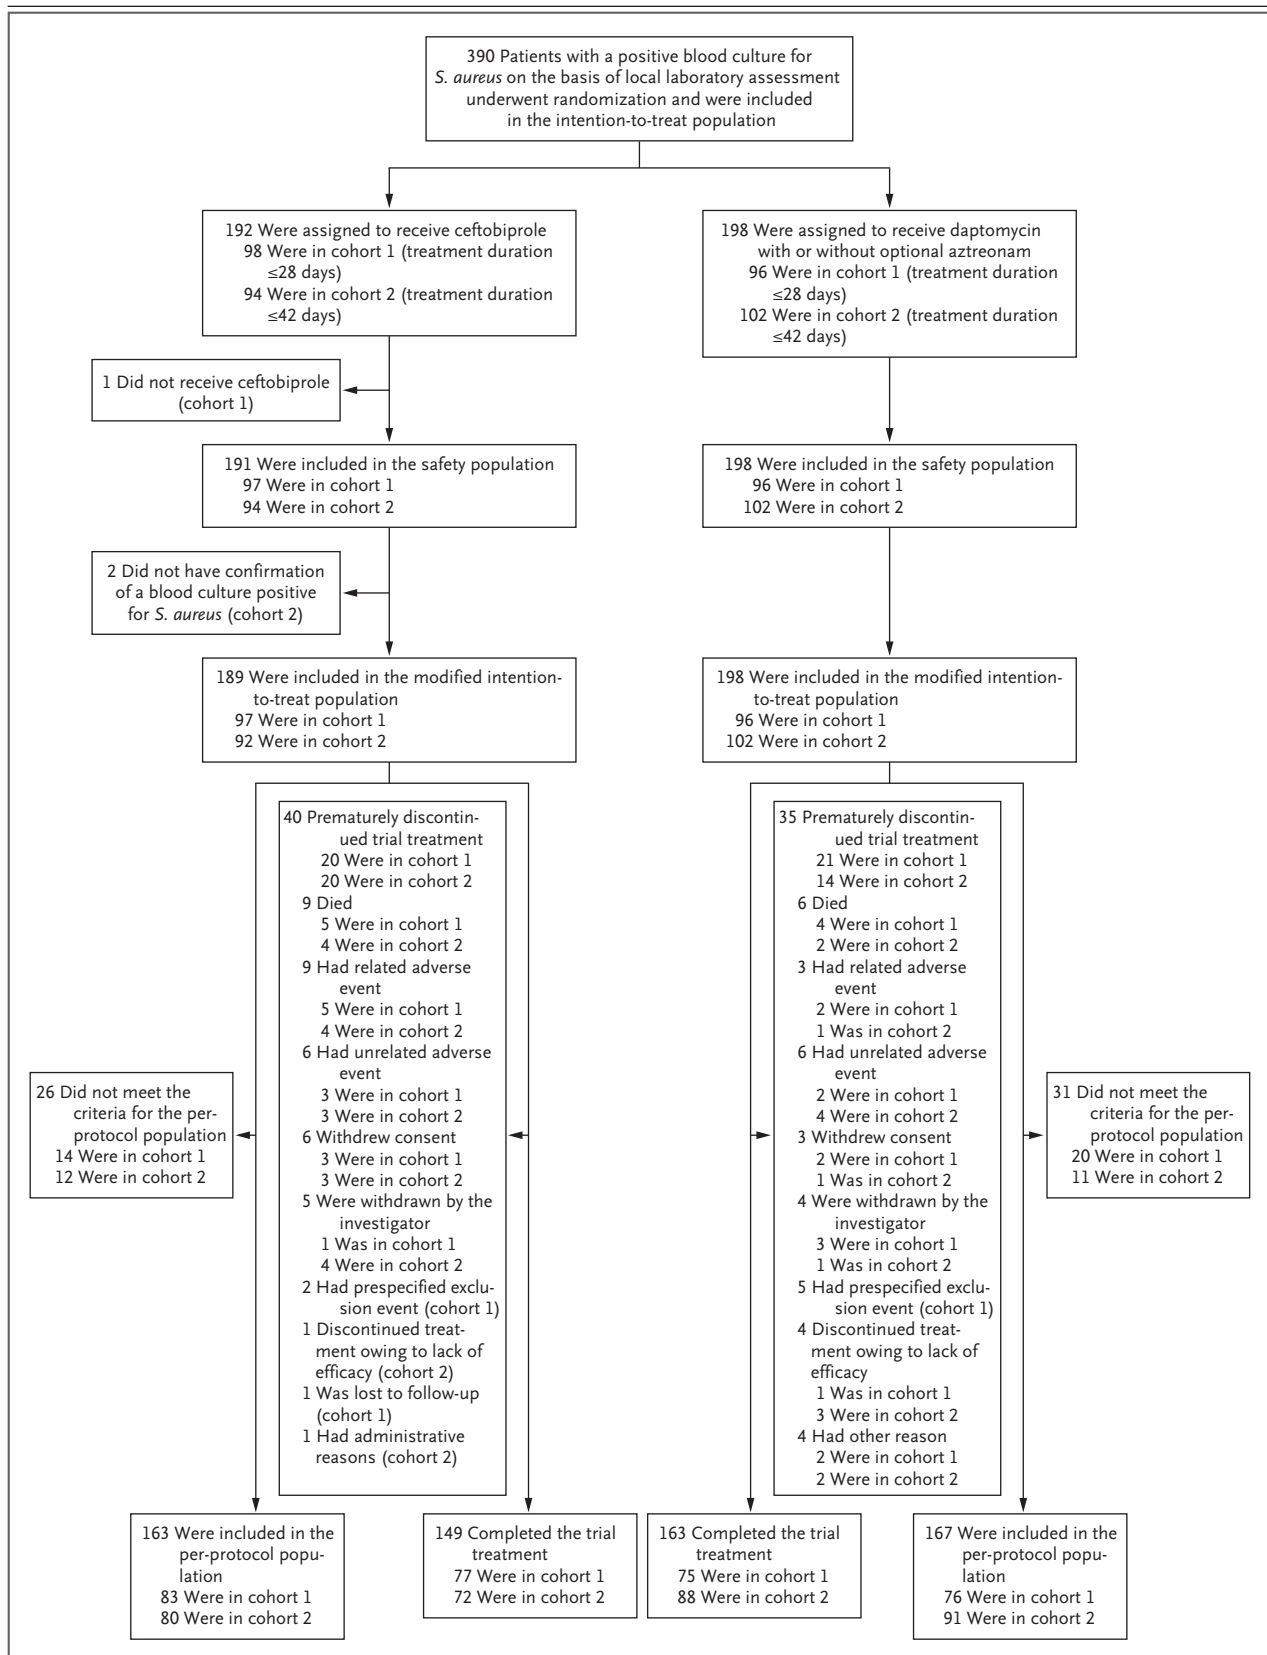 390 Patients with a positive blood culture for
S. aureus on the basis of local laboratory assessment
underwent randomization and were included
in the intention-to-treat population
192 Were assigned to receive ceftobiprole
98 Were in cohort 1 (treatment duration
≤28 days)
94 Were in cohort 2 (treatment duration
≤42 days)
198 Were assigned to receive daptomycin
with or without optional aztreonam
96 Were in cohort 1 (treatment duration
≤28 days)
102 Were in cohort 2 (treatment duration
≤42 days)
1 Did not receive ceftobiprole
(cohort 1)
191 Were included in the safety population
97 Were in cohort 1
94 Were in cohort 2
198 Were included in the safety population
96 Were in cohort 1
102 Were in cohort 2
2 Did not have confirmation
of a blood culture positive
for S. aureus (cohort 2)
189 Were included in the modified intention-
to-treat population
97 Were in cohort 1
92 Were in cohort 2
198 Were included in the modified intention-
to-treat population
96 Were in cohort 1
102 Were in cohort 2
26 Did not meet the
criteria for the per-
protocol population
14 Were in cohort 1
12 Were in cohort 2
40 Prematurely discontin-
ued trial treatment
20 Were in cohort 1
20 Were in cohort 2
9 Died
5 Were in cohort 1
4 Were in cohort 2
9 Had related adverse
event
5 Were in cohort 1
4 Were in cohort 2
6 Had unrelated adverse
event
3 Were in cohort 1
3 Were in cohort 2
6 Withdrew consent
3 Were in cohort 1
3 Were in cohort 2
5 Were withdrawn by the
investigator
1 Was in cohort 1
4 Were in cohort 2
2 Had prespecified exclu-
sion event (cohort 1)
1 Discontinued treat-
ment owing to lack of
efficacy (cohort 2)
1 Was lost to follow-up
(cohort 1)
1 Had administrative
reasons (cohort 2)
35 Prematurely discontin-
ued trial treatment
21 Were in cohort 1
14 Were in cohort 2
6 Died
4 Were in cohort 1
2 Were in cohort 2
3 Had related adverse
event
2 Were in cohort 1
1 Was in cohort 2
6 Had unrelated adverse
event
2 Were in cohort 1
4 Were in cohort 2
3 Withdrew consent
2 Were in cohort 1
1 Was in cohort 2
4 Were withdrawn by the
investigator
3 Were in cohort 1
1 Was in cohort 2
5 Had prespecified exclu-
sion event (cohort 1)
4 Discontinued treat-
ment owing to lack of
efficacy
1 Was in cohort 1
3 Were in cohort 2
4 Had other reason
2 Were in cohort 1
2 Were in cohort 2
31 Did not meet the
criteria for the per-
protocol population
20 Were in cohort 1
11 Were in cohort 2
163 Were included in the
per-protocol popu-
lation
83 Were in cohort 1
80 Were in cohort 2
149 Completed the trial
treatment
77 Were in cohort 1
72 Were in cohort 2
163 Completed the trial
treatment
75 Were in cohort 1
88 Were in cohort 2
167 Were included in the
per-protocol popu-
lation
76 Were in cohort 1
91 Were in cohort 2